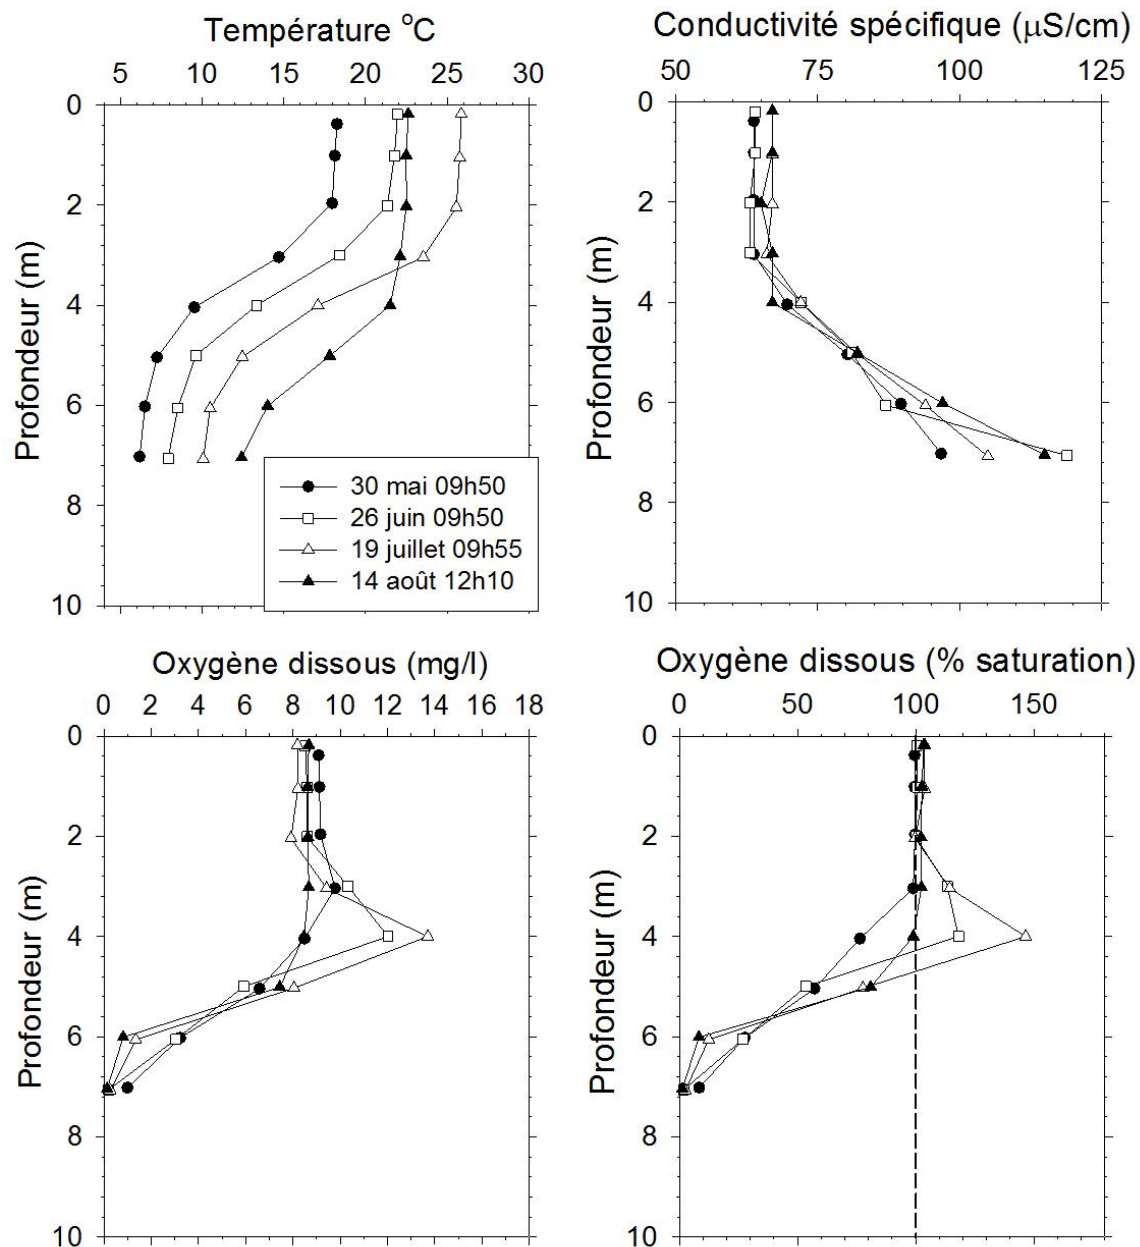 Température °C
5 10 15 20 25 30
0
2
4
6
8
10
Profondeur (m)
30 mai 09h50
26 juin 09h50
19 juillet 09h55
14 août 12h10
Conductivité spécifique (μS/cm)
50 75 100 125
0
2
4
6
8
10
Profondeur (m)
Oxygène dissous (mg/l)
0 2 4 6 8 10 12 14 16 18
0
2
4
6
8
10
Profondeur (m)
Oxygène dissous (% saturation)
0 50 100 150
0
2
4
6
8
10
Profondeur (m)